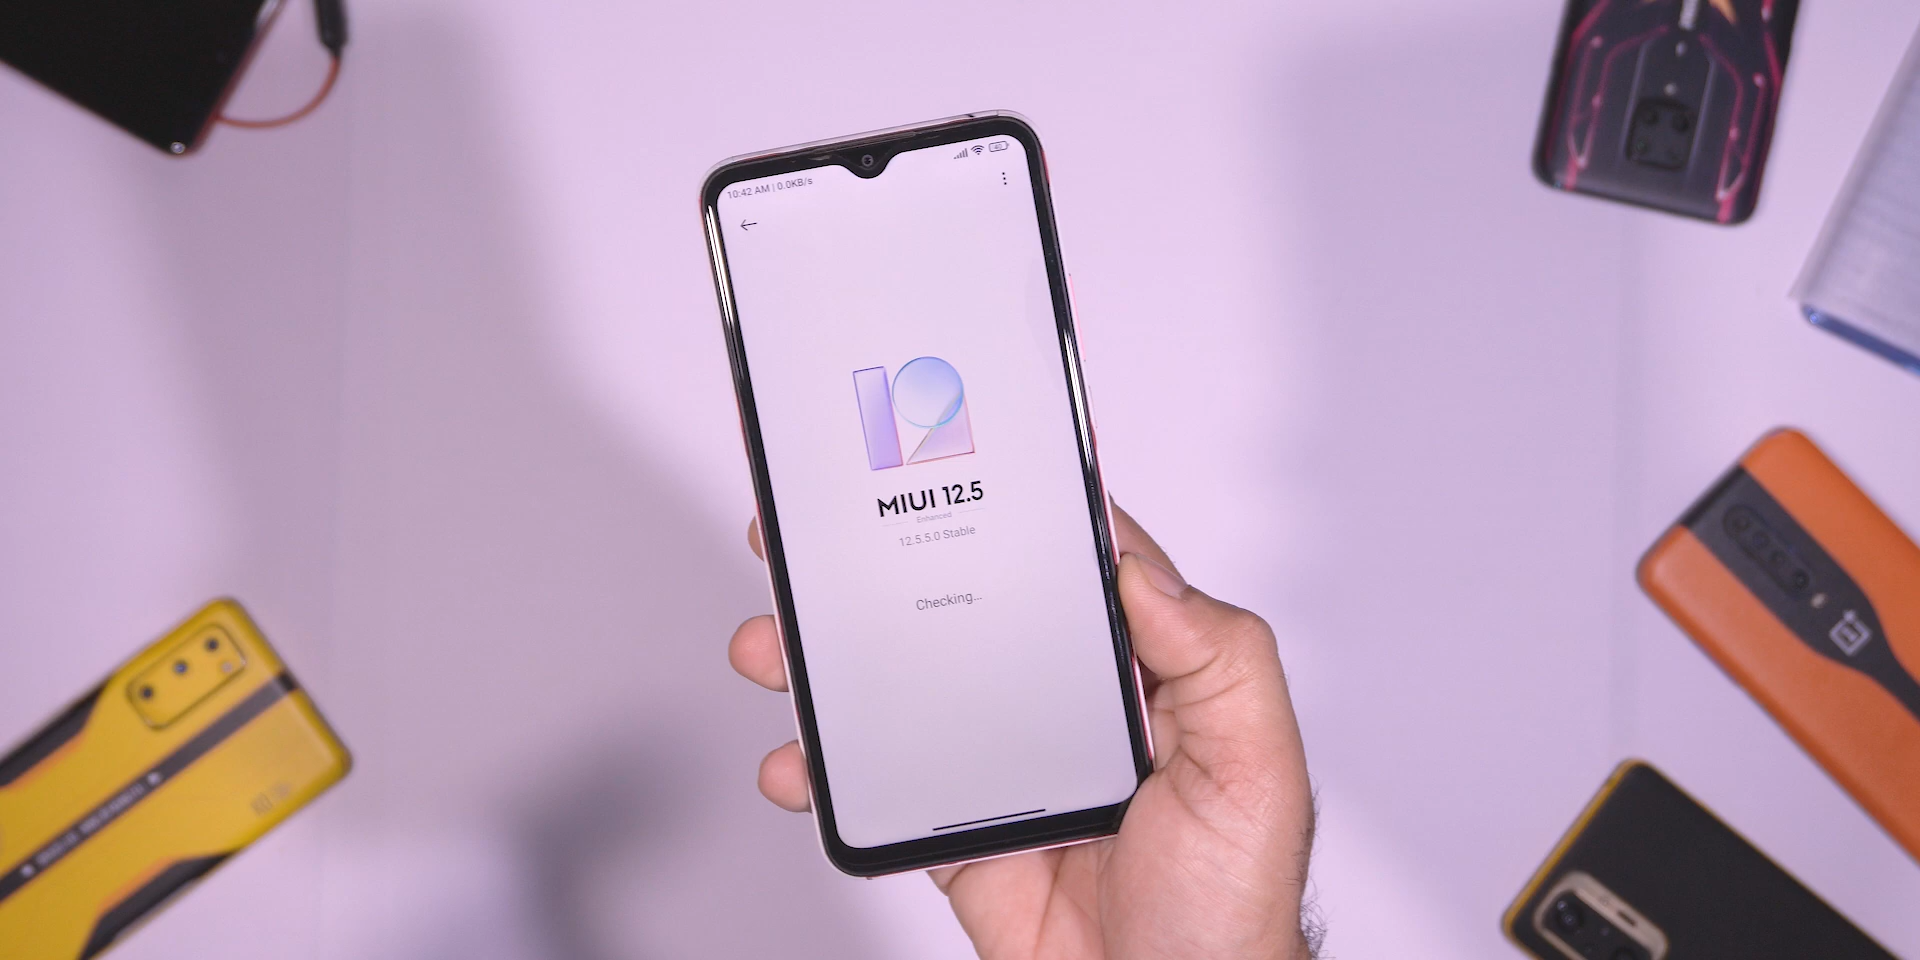 10:42 AM | 0.0KB/s
MIUI 12.5
Enhanced
12.5.5.0 Stable
Checking...